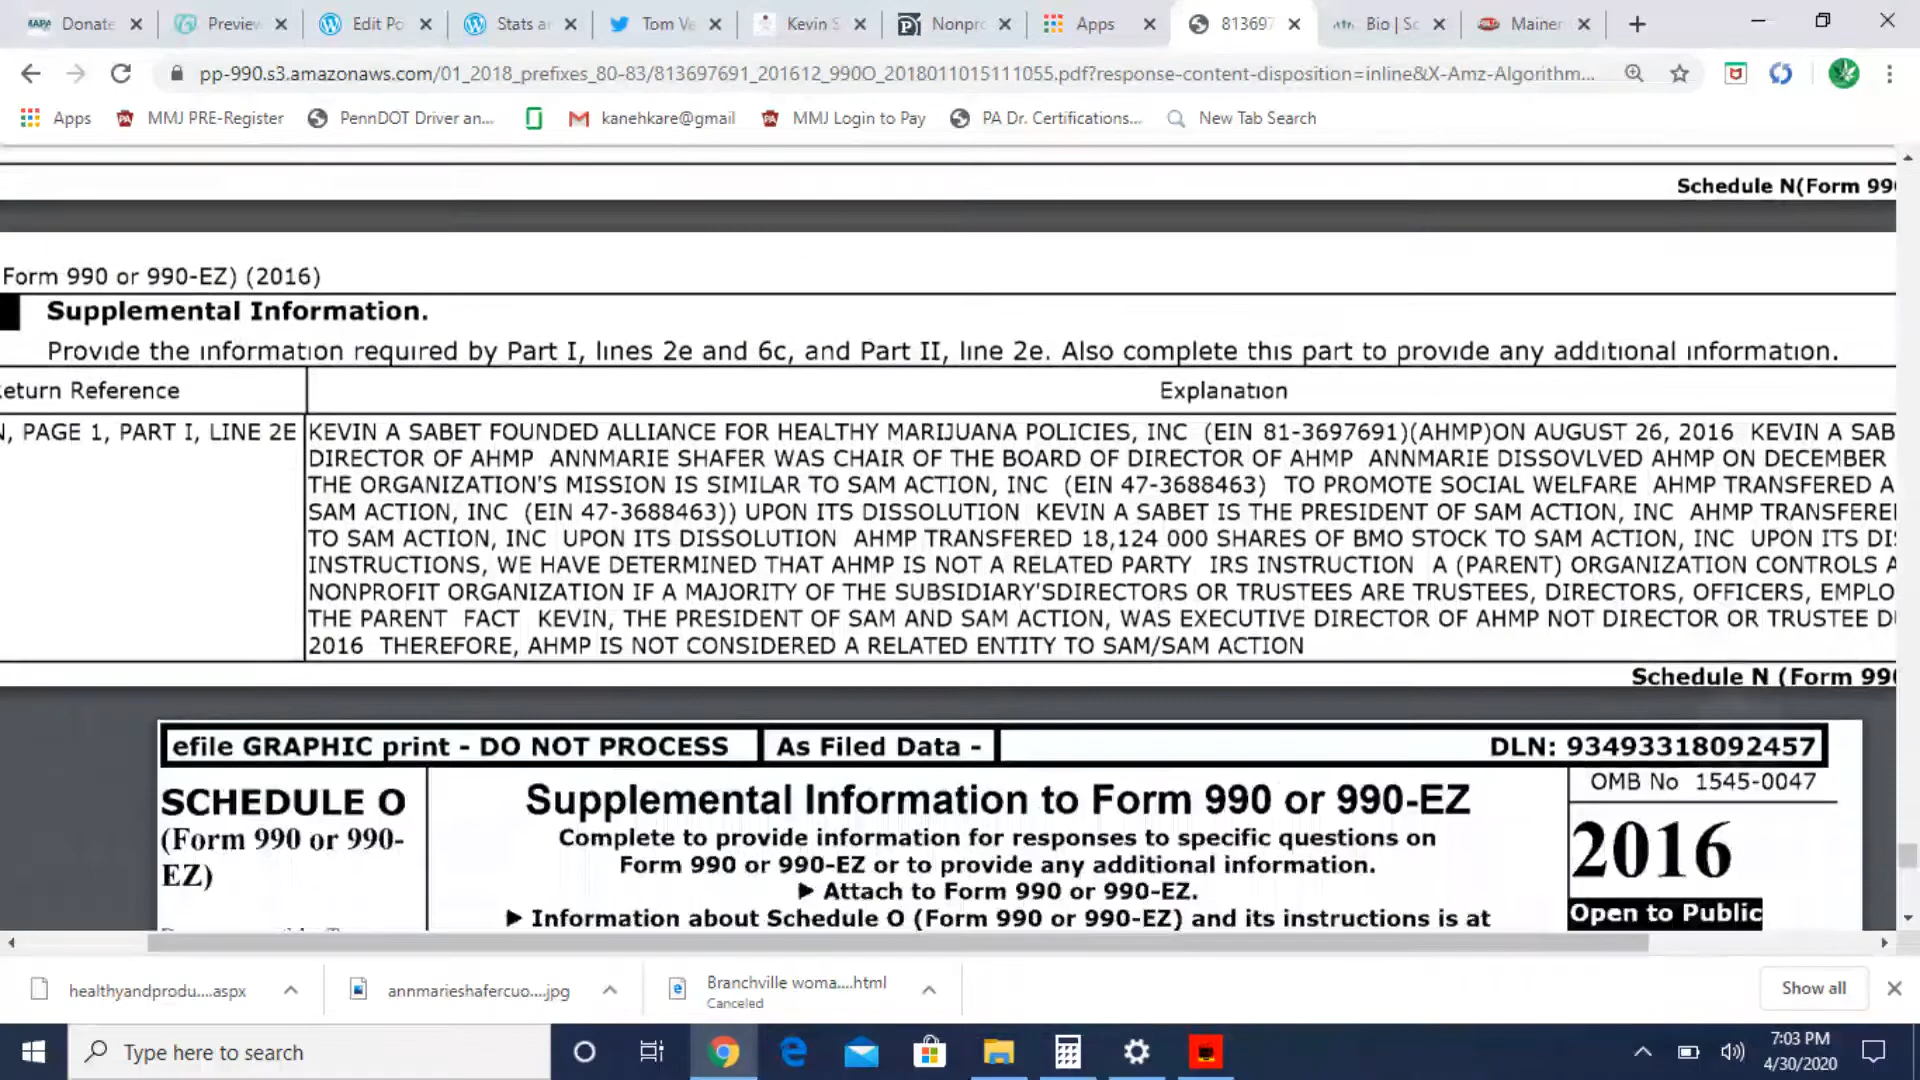 Donate
Preview
Edit Po
Stats an
Tom Ve
Kevin S
Nonpro
Apps
813697
Bio | Sc
Mainer
pp-990.s3.amazonaws.com/01_2018_prefixes_80-83/813697691_201612_990O_2018011015111055.pdf?response-content-disposition=inline&X-Amz-Algorithm...
Apps
MMJ PRE-Register
PennDOT Driver an...
kanehkare@gmail
MMJ Login to Pay
PA Dr. Certifications...
New Tab Search
Schedule N(Form 99
Form 990 or 990-EZ) (2016)
Supplemental Information.
Provide the information required by Part I, lines 2e and 6c, and Part II, line 2e. Also complete this part to provide any additional information.
eturn Reference
Explanation
N, PAGE 1, PART I, LINE 2E
KEVIN A SABET FOUNDED ALLIANCE FOR HEALTHY MARIJUANA POLICIES, INC (EIN 81-3697691)(AHMP)ON AUGUST 26, 2016 KEVIN A SAB
DIRECTOR OF AHMP ANNMARIE SHAFER WAS CHAIR OF THE BOARD OF DIRECTOR OF AHMP ANNMARIE DISSOVLVED AHMP ON DECEMBER
THE ORGANIZATION'S MISSION IS SIMILAR TO SAM ACTION, INC (EIN 47-3688463) TO PROMOTE SOCIAL WELFARE AHMP TRANSFERED A
SAM ACTION, INC (EIN 47-3688463)) UPON ITS DISSOLUTION KEVIN A SABET IS THE PRESIDENT OF SAM ACTION, INC AHMP TRANSFERE
TO SAM ACTION, INC UPON ITS DISSOLUTION AHMP TRANSFERED 18,124 000 SHARES OF BMO STOCK TO SAM ACTION, INC UPON ITS DI
INSTRUCTIONS, WE HAVE DETERMINED THAT AHMP IS NOT A RELATED PARTY IRS INSTRUCTION A (PARENT) ORGANIZATION CONTROLS A
NONPROFIT ORGANIZATION IF A MAJORITY OF THE SUBSIDIARY'SDIRECTORS OR TRUSTEES ARE TRUSTEES, DIRECTORS, OFFICERS, EMPLO
THE PARENT FACT KEVIN, THE PRESIDENT OF SAM AND SAM ACTION, WAS EXECUTIVE DIRECTOR OF AHMP NOT DIRECTOR OR TRUSTEE D
2016 THEREFORE, AHMP IS NOT CONSIDERED A RELATED ENTITY TO SAM/SAM ACTION
Schedule N (Form 99
efile GRAPHIC print - DO NOT PROCESS
As Filed Data -
DLN: 93493318092457
SCHEDULE O
(Form 990 or 990-
EZ)
Supplemental Information to Form 990 or 990-EZ
Complete to provide information for responses to specific questions on
Form 990 or 990-EZ or to provide any additional information.
▶ Attach to Form 990 or 990-EZ.
▶ Information about Schedule O (Form 990 or 990-EZ) and its instructions is at
OMB No 1545-0047
2016
Open to Public
healthyandprodu....aspx
annmarieshafercuo....jpg
Branchville woma....html
Canceled
Show all
Type here to search
7:03 PM
4/30/2020